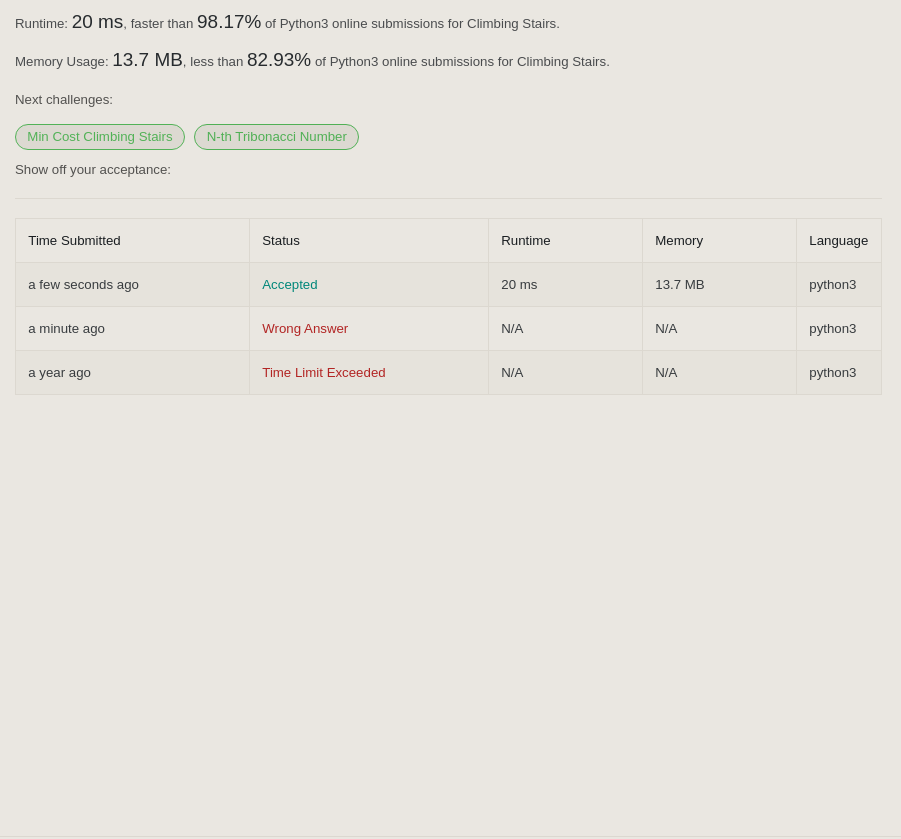 Runtime: 20 ms, faster than 98.17% of Python3 online submissions for Climbing Stairs.
Memory Usage: 13.7 MB, less than 82.93% of Python3 online submissions for Climbing Stairs.
Next challenges:
Min Cost Climbing Stairs N-th Tribonacci Number
Show off your acceptance:
Time Submitted Status Runtime Memory Language
a few seconds ago Accepted 20 ms 13.7 MB python3
a minute ago Wrong Answer N/A N/A python3
a year ago Time Limit Exceeded N/A N/A python3